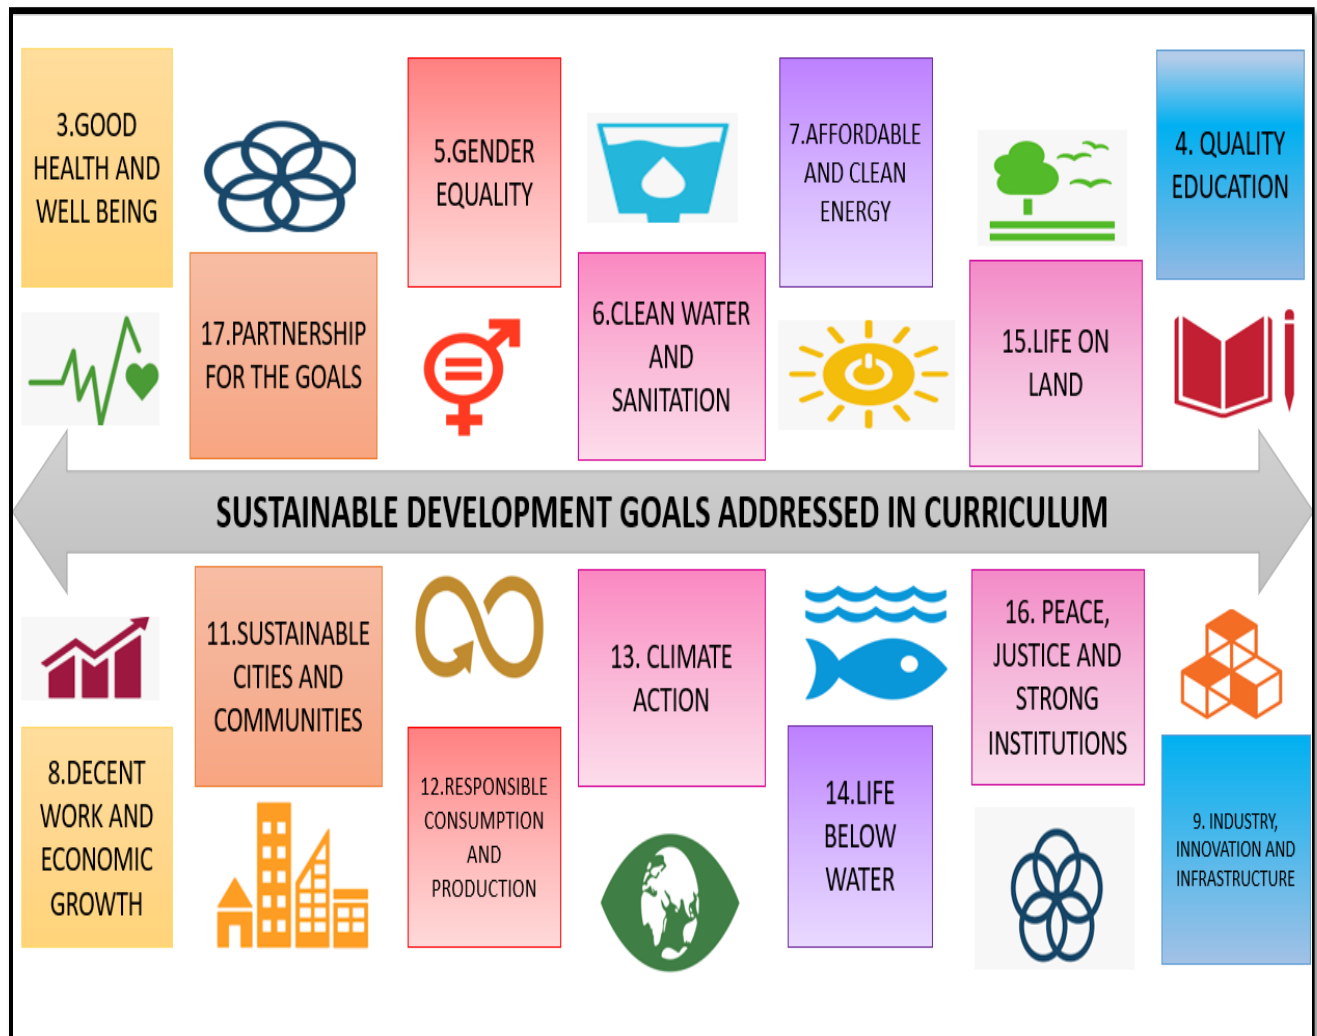 3.GOOD
HEALTH AND
WELL BEING
17.PARTNERSHIP
FOR THE GOALS
5.GENDER
EQUALITY
6.CLEAN WATER
AND
SANITATION
7.AFFORDABLE
AND CLEAN
ENERGY
15.LIFE ON
LAND
4. QUALITY
EDUCATION
SUSTAINABLE DEVELOPMENT GOALS ADDRESSED IN CURRICULUM
8.DECENT
WORK AND
ECONOMIC
GROWTH
11.SUSTAINABLE
CITIES AND
COMMUNITIES
12.RESPONSIBLE
CONSUMPTION
AND
PRODUCTION
13. CLIMATE
ACTION
14.LIFE
BELOW
WATER
16. PEACE,
JUSTICE AND
STRONG
INSTITUTIONS
9. INDUSTRY,
INNOVATION AND
INFRASTRUCTURE